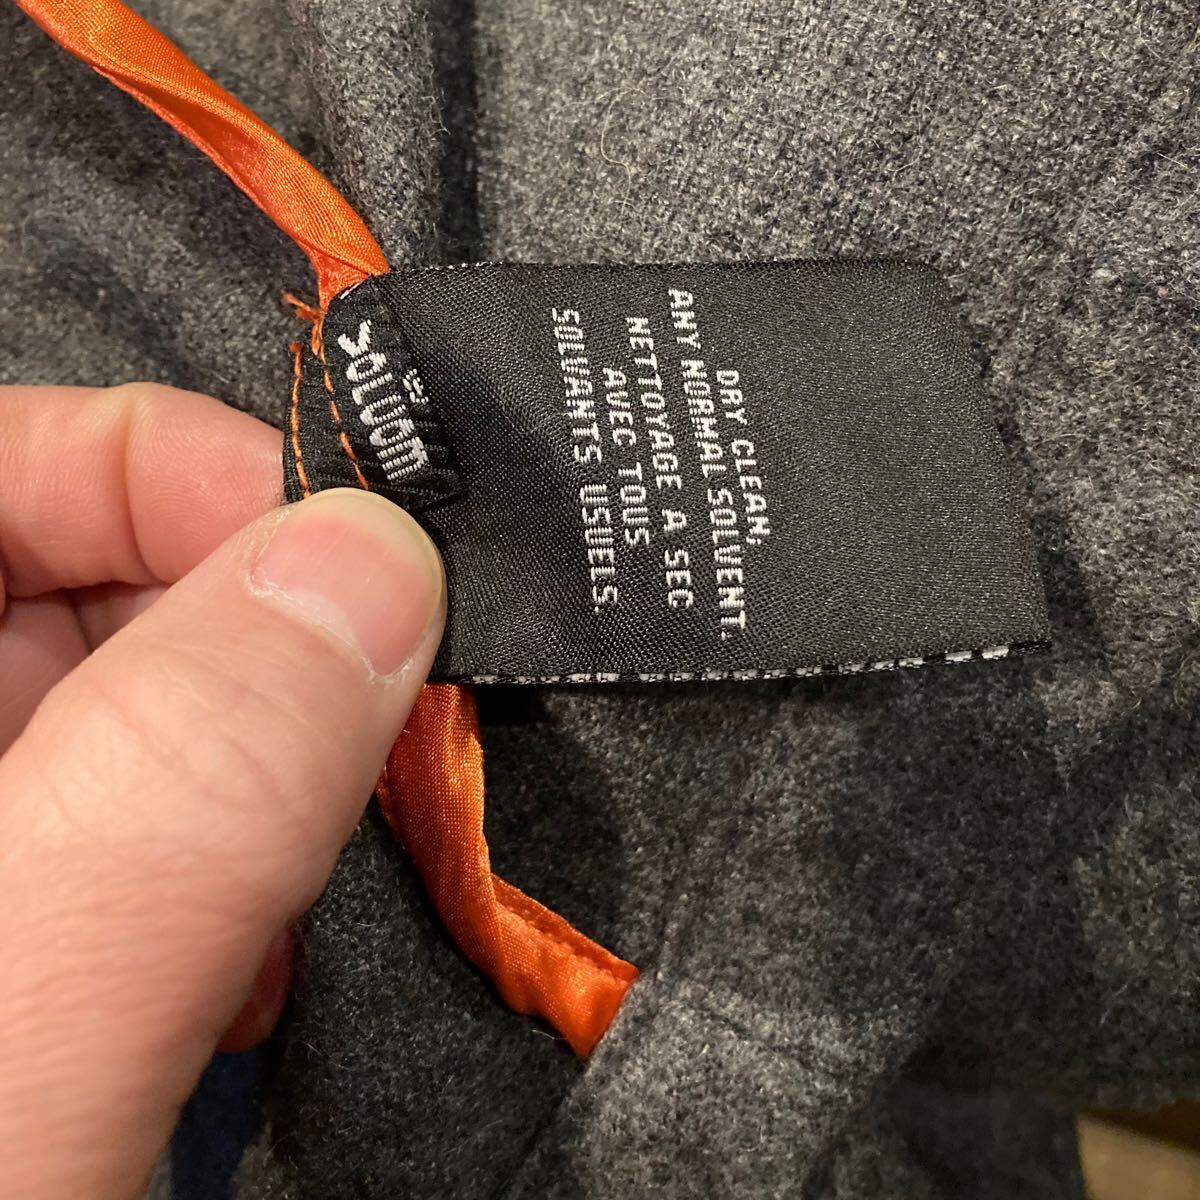 DRY CLEAN,
ANY NORMAL SOLVENT.
NETTOYAGE A SEC
AVEC TOUS
SOLVANTS USUELS.